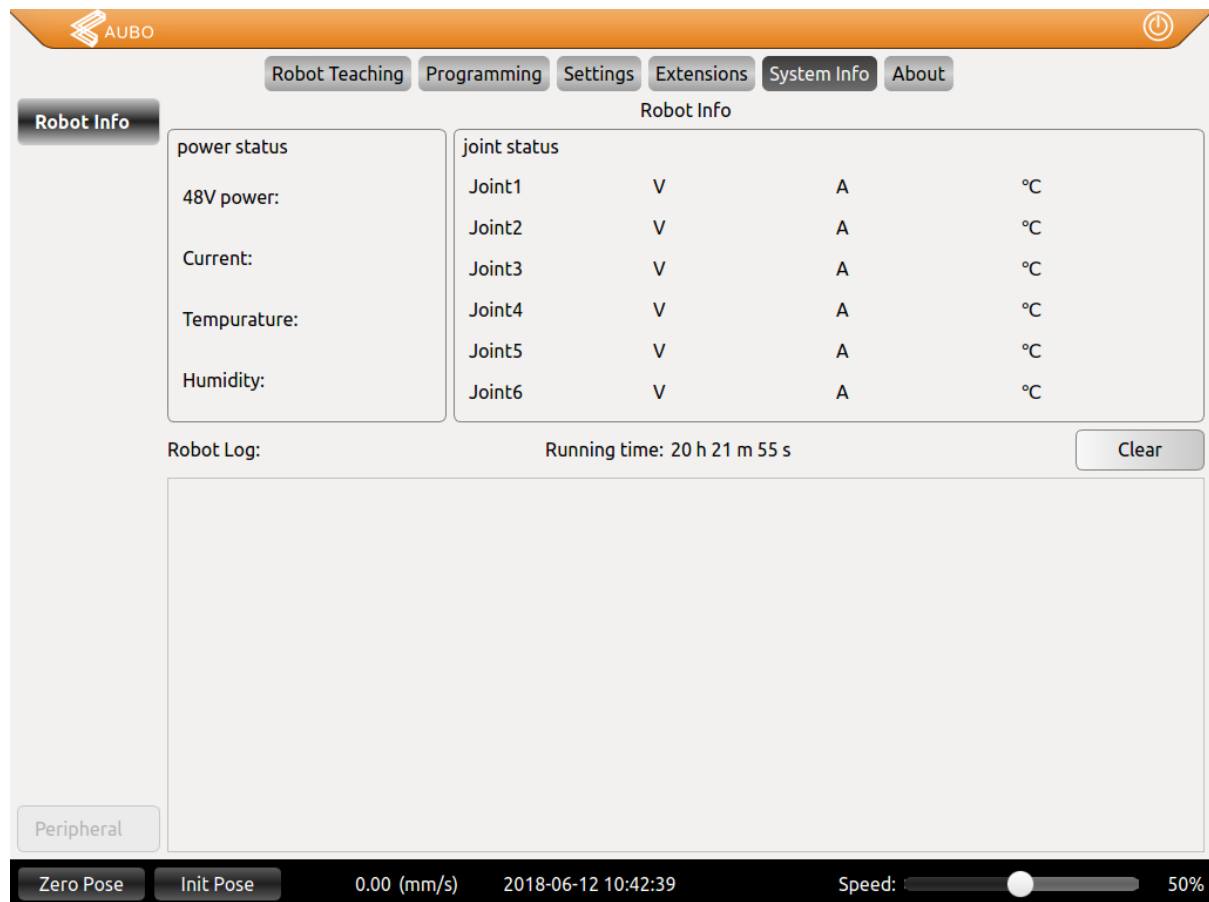 AUBO
Robot Teaching Programming Settings Extensions System Info About
Robot Info
Robot Info
power status
48V power:
Current:
Tempurature:
Humidity:
joint status
Joint1 V A °C
Joint2 V A °C
Joint3 V A °C
Joint4 V A °C
Joint5 V A °C
Joint6 V A °C
Robot Log: Running time: 20 h 21 m 55 s Clear
Peripheral
Zero Pose Init Pose 0.00 (mm/s) 2018-06-12 10:42:39 Speed: 50%